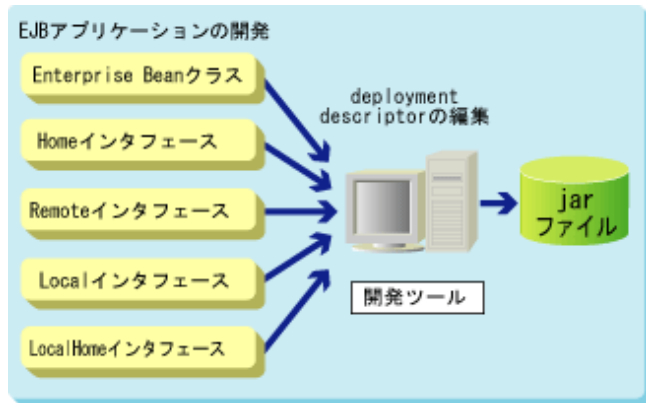 EJBアプリケーションの開発
Enterprise Beanクラス
Homeインタフェース
Remoteインタフェース
Localインタフェース
LocalHomeインタフェース
deployment
descriptorの編集
開発ツール
jar
ファイル